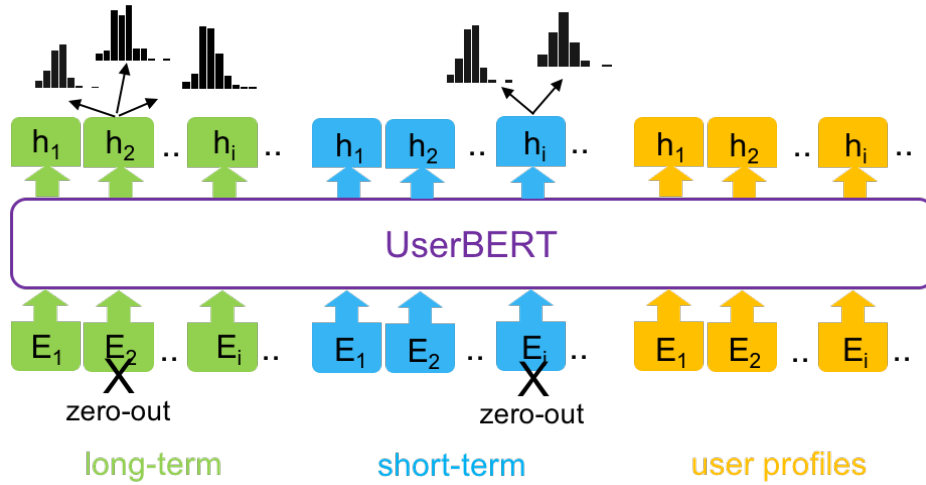 h1 h2 .. hi .. h1 h2 .. hi .. h1 h2 .. hi ..
UserBERT
E1 E2 .. Ei .. E1 E2 .. Ei .. E1 E2 .. Ei ..
X X
zero-out zero-out
long-term short-term user profiles